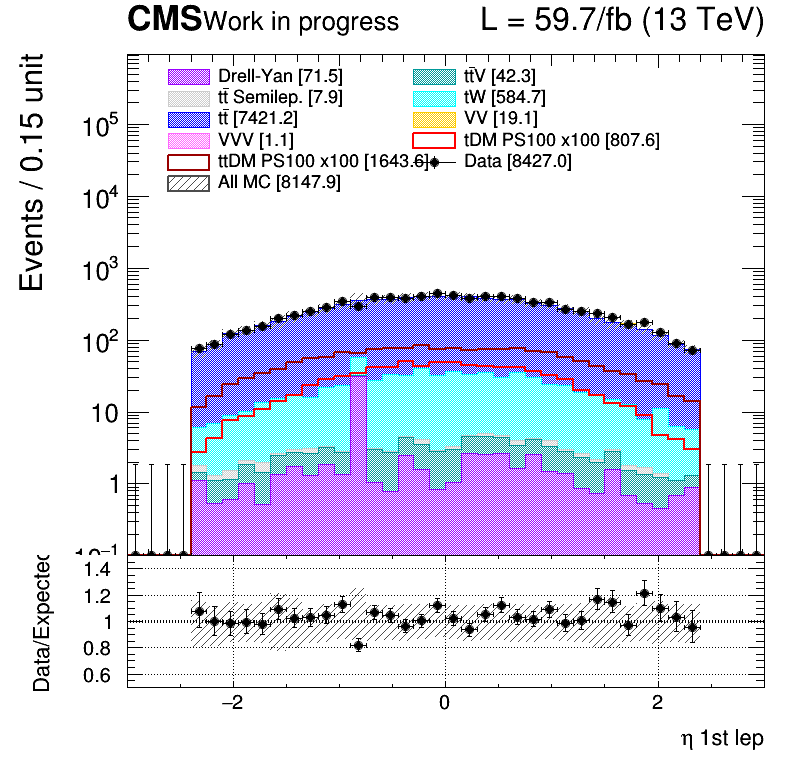 CMS Work in progress L = 59.7/fb (13 TeV)
Events / 0.15 unit
Drell-Yan [71.5] tt̄V [42.3]
tt̄ Semilep. [7.9] tW [584.7]
tt̄ [7421.2] VV [19.1]
VVV [1.1] tDM PS100 x100 [807.6]
ttDM PS100 x100 [1643.6] Data [8427.0]
All MC [8147.9]
10⁵
10⁴
10³
10²
10
1
10⁻¹
Data/Expected
1.4
1.2
1
0.8
0.6
−2 0 2
η 1st lep